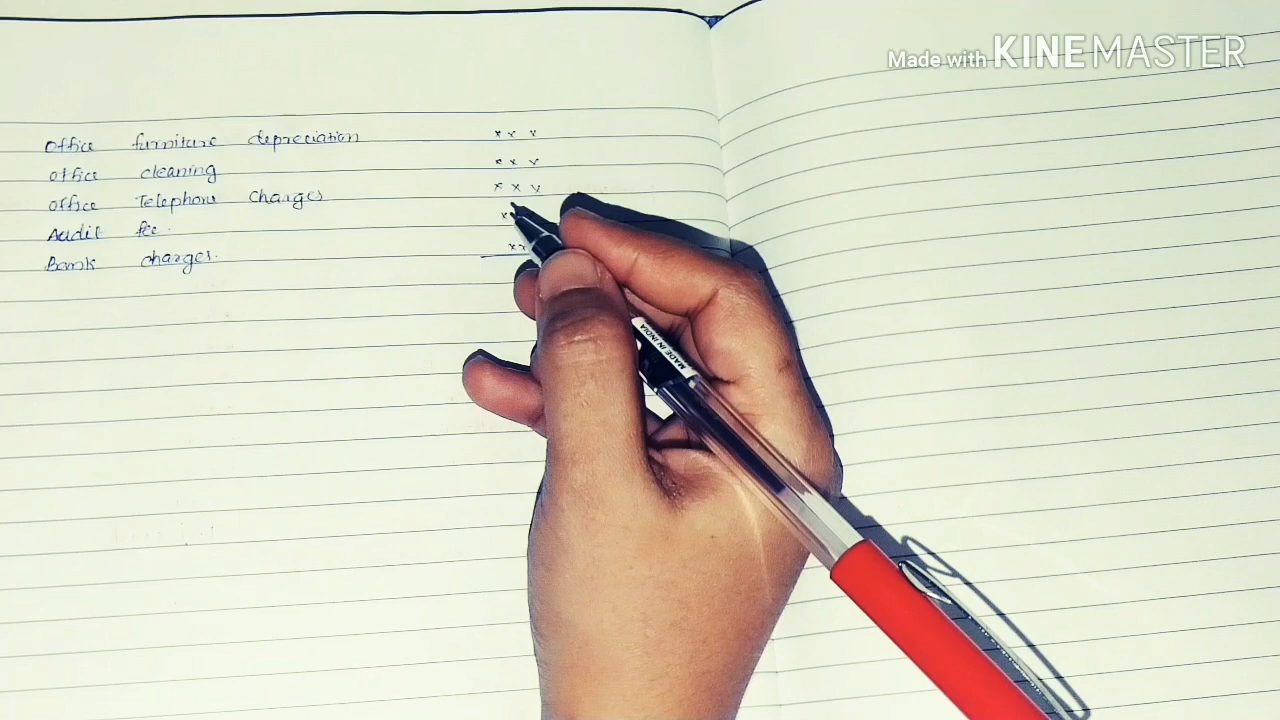 Made with KINEMASTER
office furniture depreciation xxx
office cleaning xxx
office Telephone charges xxx
Audit fee. x
Bank charges. xx
MADE IN INDIA